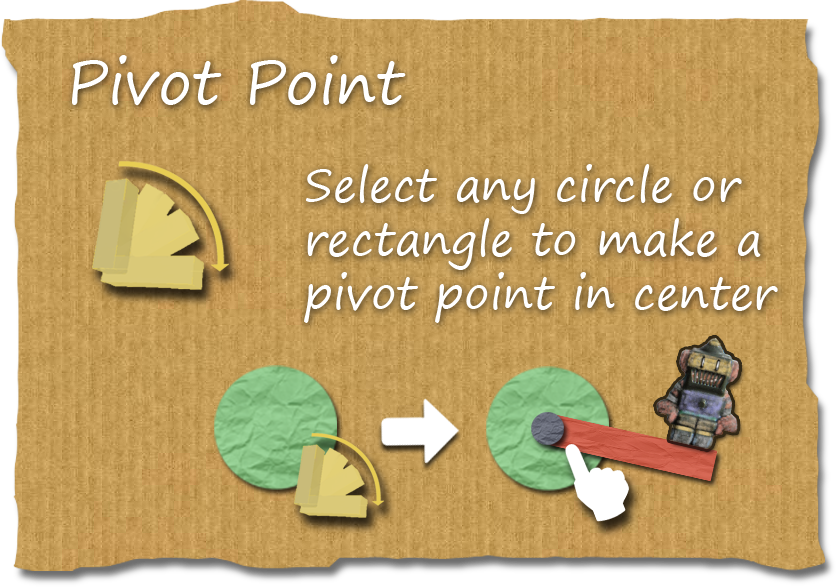 Pivot Point
Select any circle or
rectangle to make a
pivot point in center